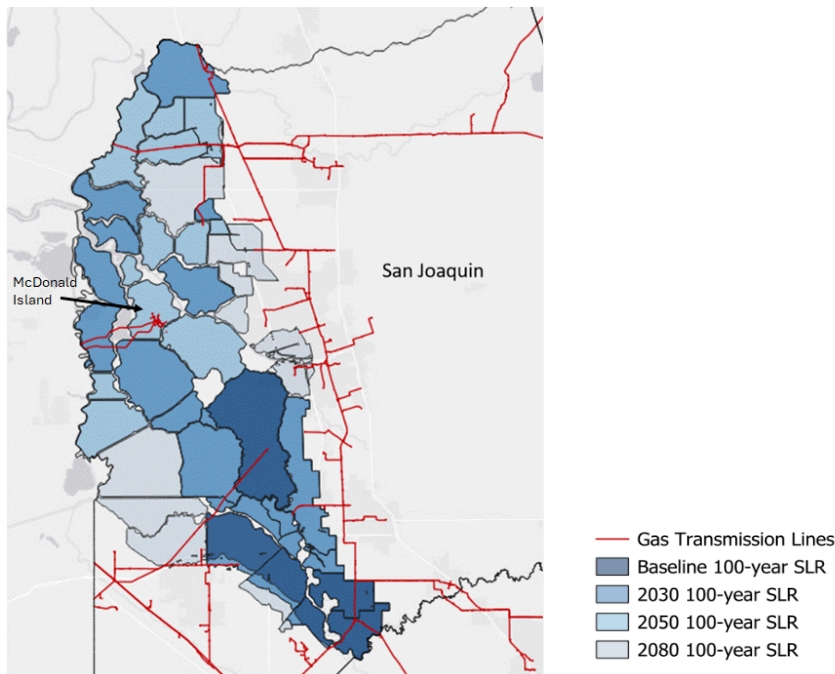 McDonald
Island
San Joaquin
Gas Transmission Lines
Baseline 100-year SLR
2030 100-year SLR
2050 100-year SLR
2080 100-year SLR